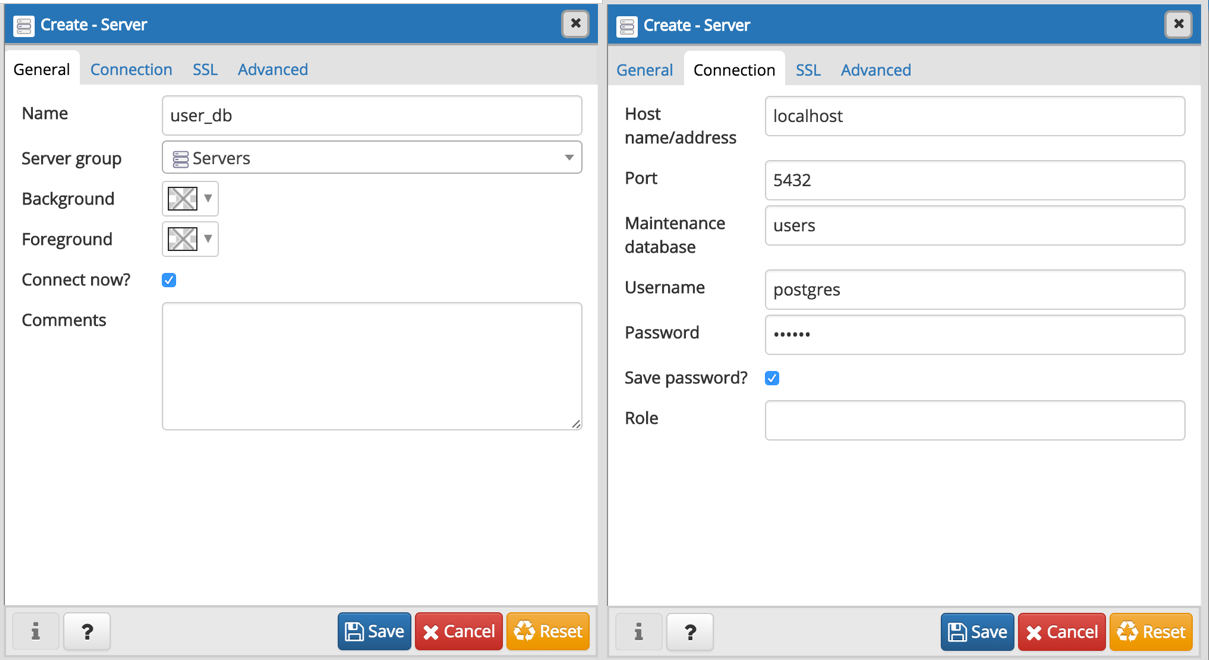 Create - Server
General Connection SSL Advanced
Name user_db
Server group Servers
Background
Foreground
Connect now?
Comments
i ? Save Cancel Reset
Create - Server
General Connection SSL Advanced
Host
name/address localhost
Port 5432
Maintenance
database users
Username postgres
Password ••••••
Save password?
Role
i ? Save Cancel Reset